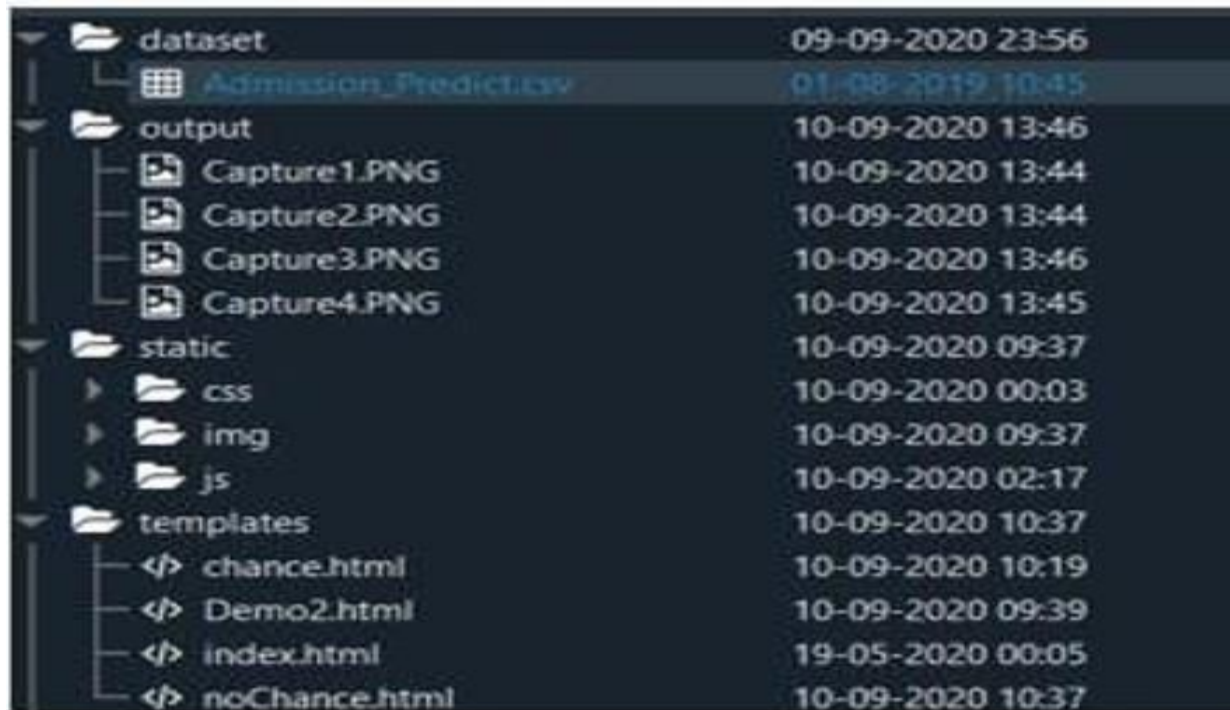 dataset 09-09-2020 23:56
Admission_Predict.csv 01-08-2019 10:45
output 10-09-2020 13:46
Capture1.PNG 10-09-2020 13:44
Capture2.PNG 10-09-2020 13:44
Capture3.PNG 10-09-2020 13:46
Capture4.PNG 10-09-2020 13:45
static 10-09-2020 09:37
css 10-09-2020 00:03
img 10-09-2020 09:37
js 10-09-2020 02:17
templates 10-09-2020 10:37
chance.html 10-09-2020 10:19
Demo2.html 10-09-2020 09:39
index.html 19-05-2020 00:05
noChance.html 10-09-2020 10:37